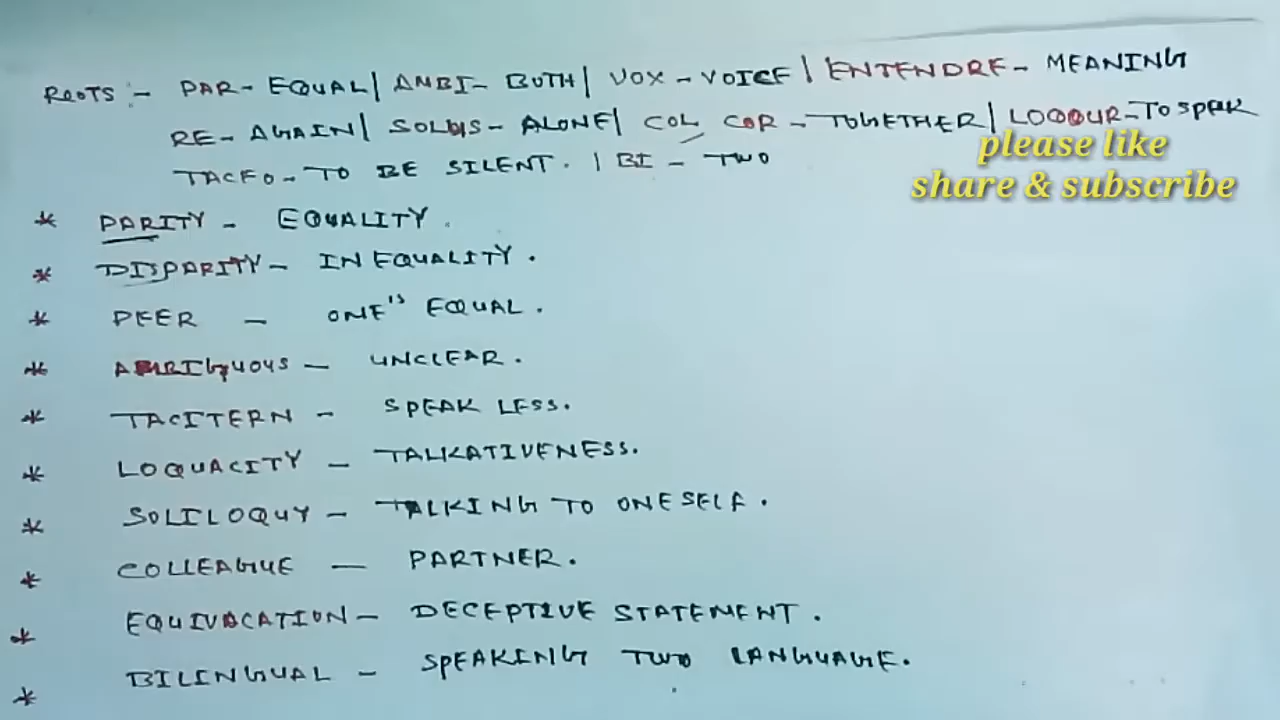 ROOTS :- PAR- EQUAL| AMBI- BOTH| VOX - VOICE | ENTENDRE - MEANING
RE- AGAIN| SOLUS- ALONE| COL COR - TOGETHER| LOQUR-TO SPEAK
TACEO- TO BE SILENT. | BI - TWO
please like
share & subscribe
* PARITY - EQUALITY.
* DISPARITY- INEQUALITY.
* PEER - ONE'S EQUAL.
* AMBIGUOUS - UNCLEAR.
* TACITERN - SPEAK LESS.
* LOQUACITY - TALKATIVENESS.
* SOLILOQUY - TALKING TO ONESELF.
* COLLEAGUE - PARTNER.
* EQUIVOCATION- DECEPTIVE STATEMENT.
* BILINGUAL - SPEAKING TWO LANGUAGE.